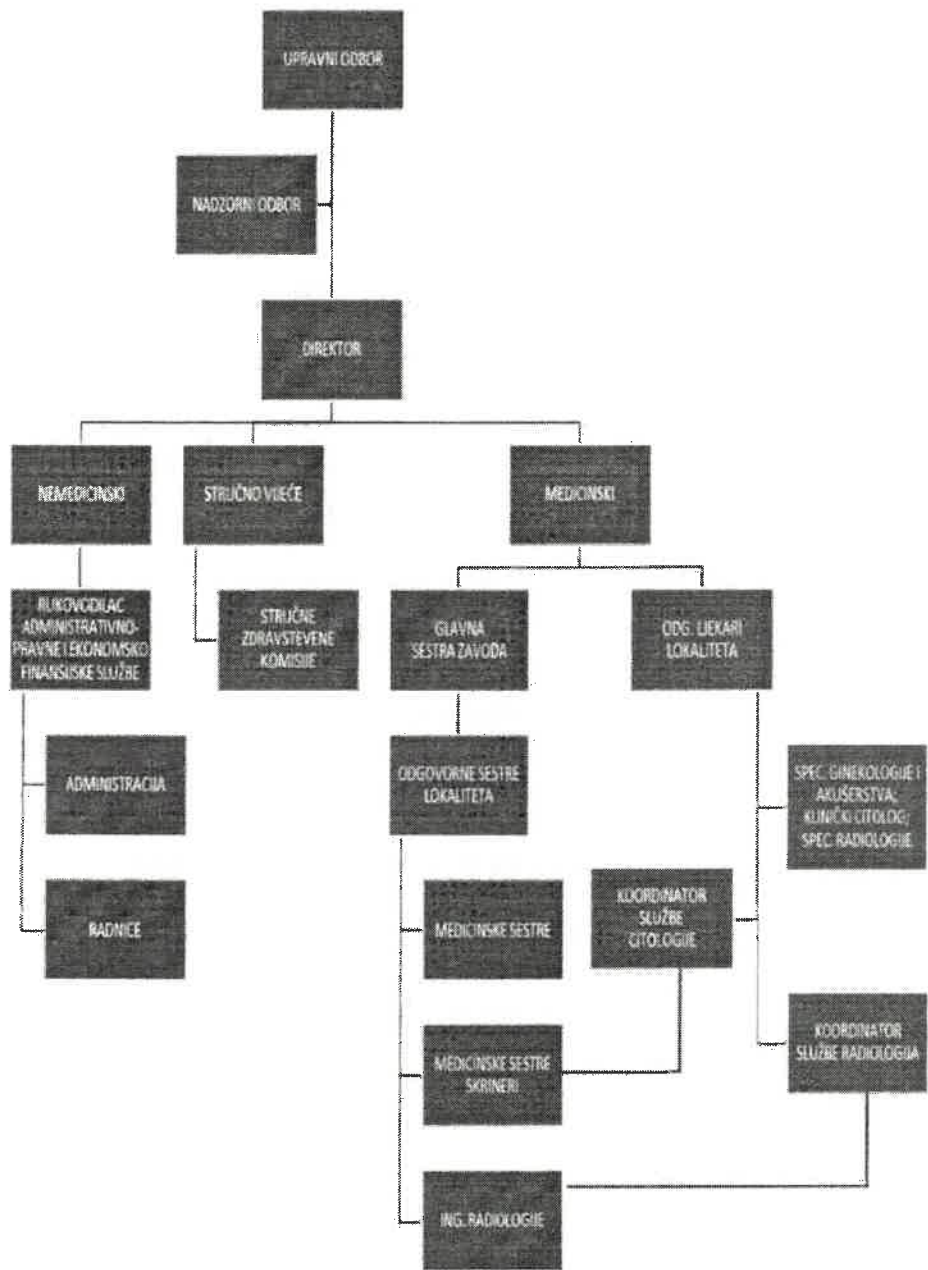 UPRAVNI ODBOR
NADZORNI ODBOR
DIREKTOR
NEMEDICINSKI
STRUČNO VIJEĆE
MEDICINSKI
RUKOVODILAC
ADMINISTRATIVNO-
PRAVNE I EKONOMSKO
FINANSIJSKE SLUŽBE
STRUČNE
ZDRAVSTEVENE
KOMISIJE
GLAVNA
SESTRA ZAVODA
ODG. LJEKARI
LOKALITETA
ADMINISTRACIJA
ODGOVORNE SESTRE
LOKALITETA
SPEC. GINEKOLOGIJE I
AKUŠERSTVA;
KLINIČKI CITOLOG;
SPEC. RADIOLOGIJE
RADNICE
MEDICINSKE SESTRE
KOORDINATOR
SLUŽBE
CITOLOGIJE
MEDICINSKE SESTRE
SKRINERI
KOORDINATOR
SLUŽBE RADIOLOGIJA
ING. RADIOLOGIJE